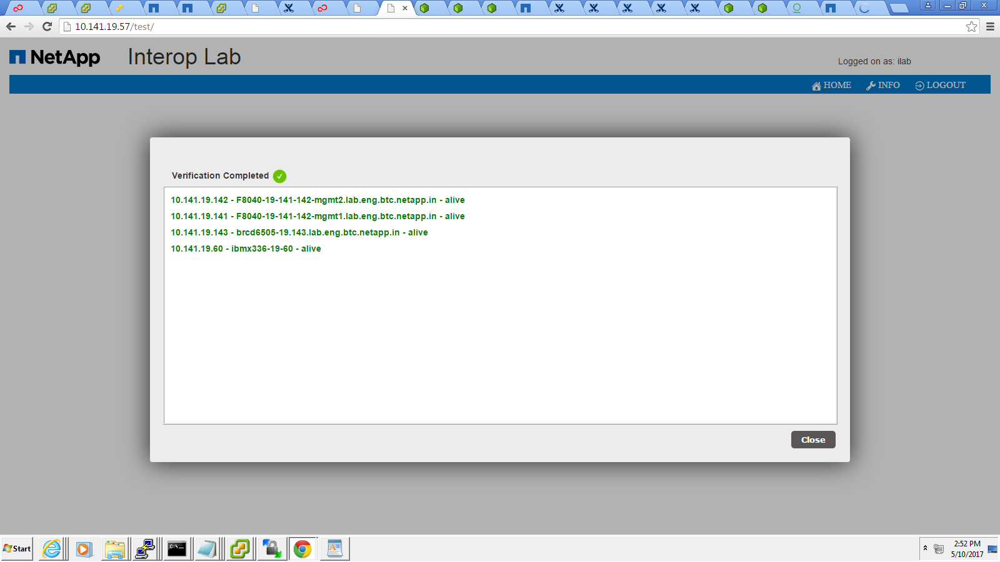 10.141.19.57/test/
NetApp
Interop Lab
Logged on as: ilab
HOME
INFO
LOGOUT
Verification Completed
10.141.19.142 - F8040-19-141-142-mgmt2.lab.eng.btc.netapp.in - alive
10.141.19.141 - F8040-19-141-142-mgmt1.lab.eng.btc.netapp.in - alive
10.141.19.143 - brcd6505-19.143.lab.eng.btc.netapp.in - alive
10.141.19.60 - ibmx336-19-60 - alive
Close
Start
C:\_
2:52 PM
5/10/2017